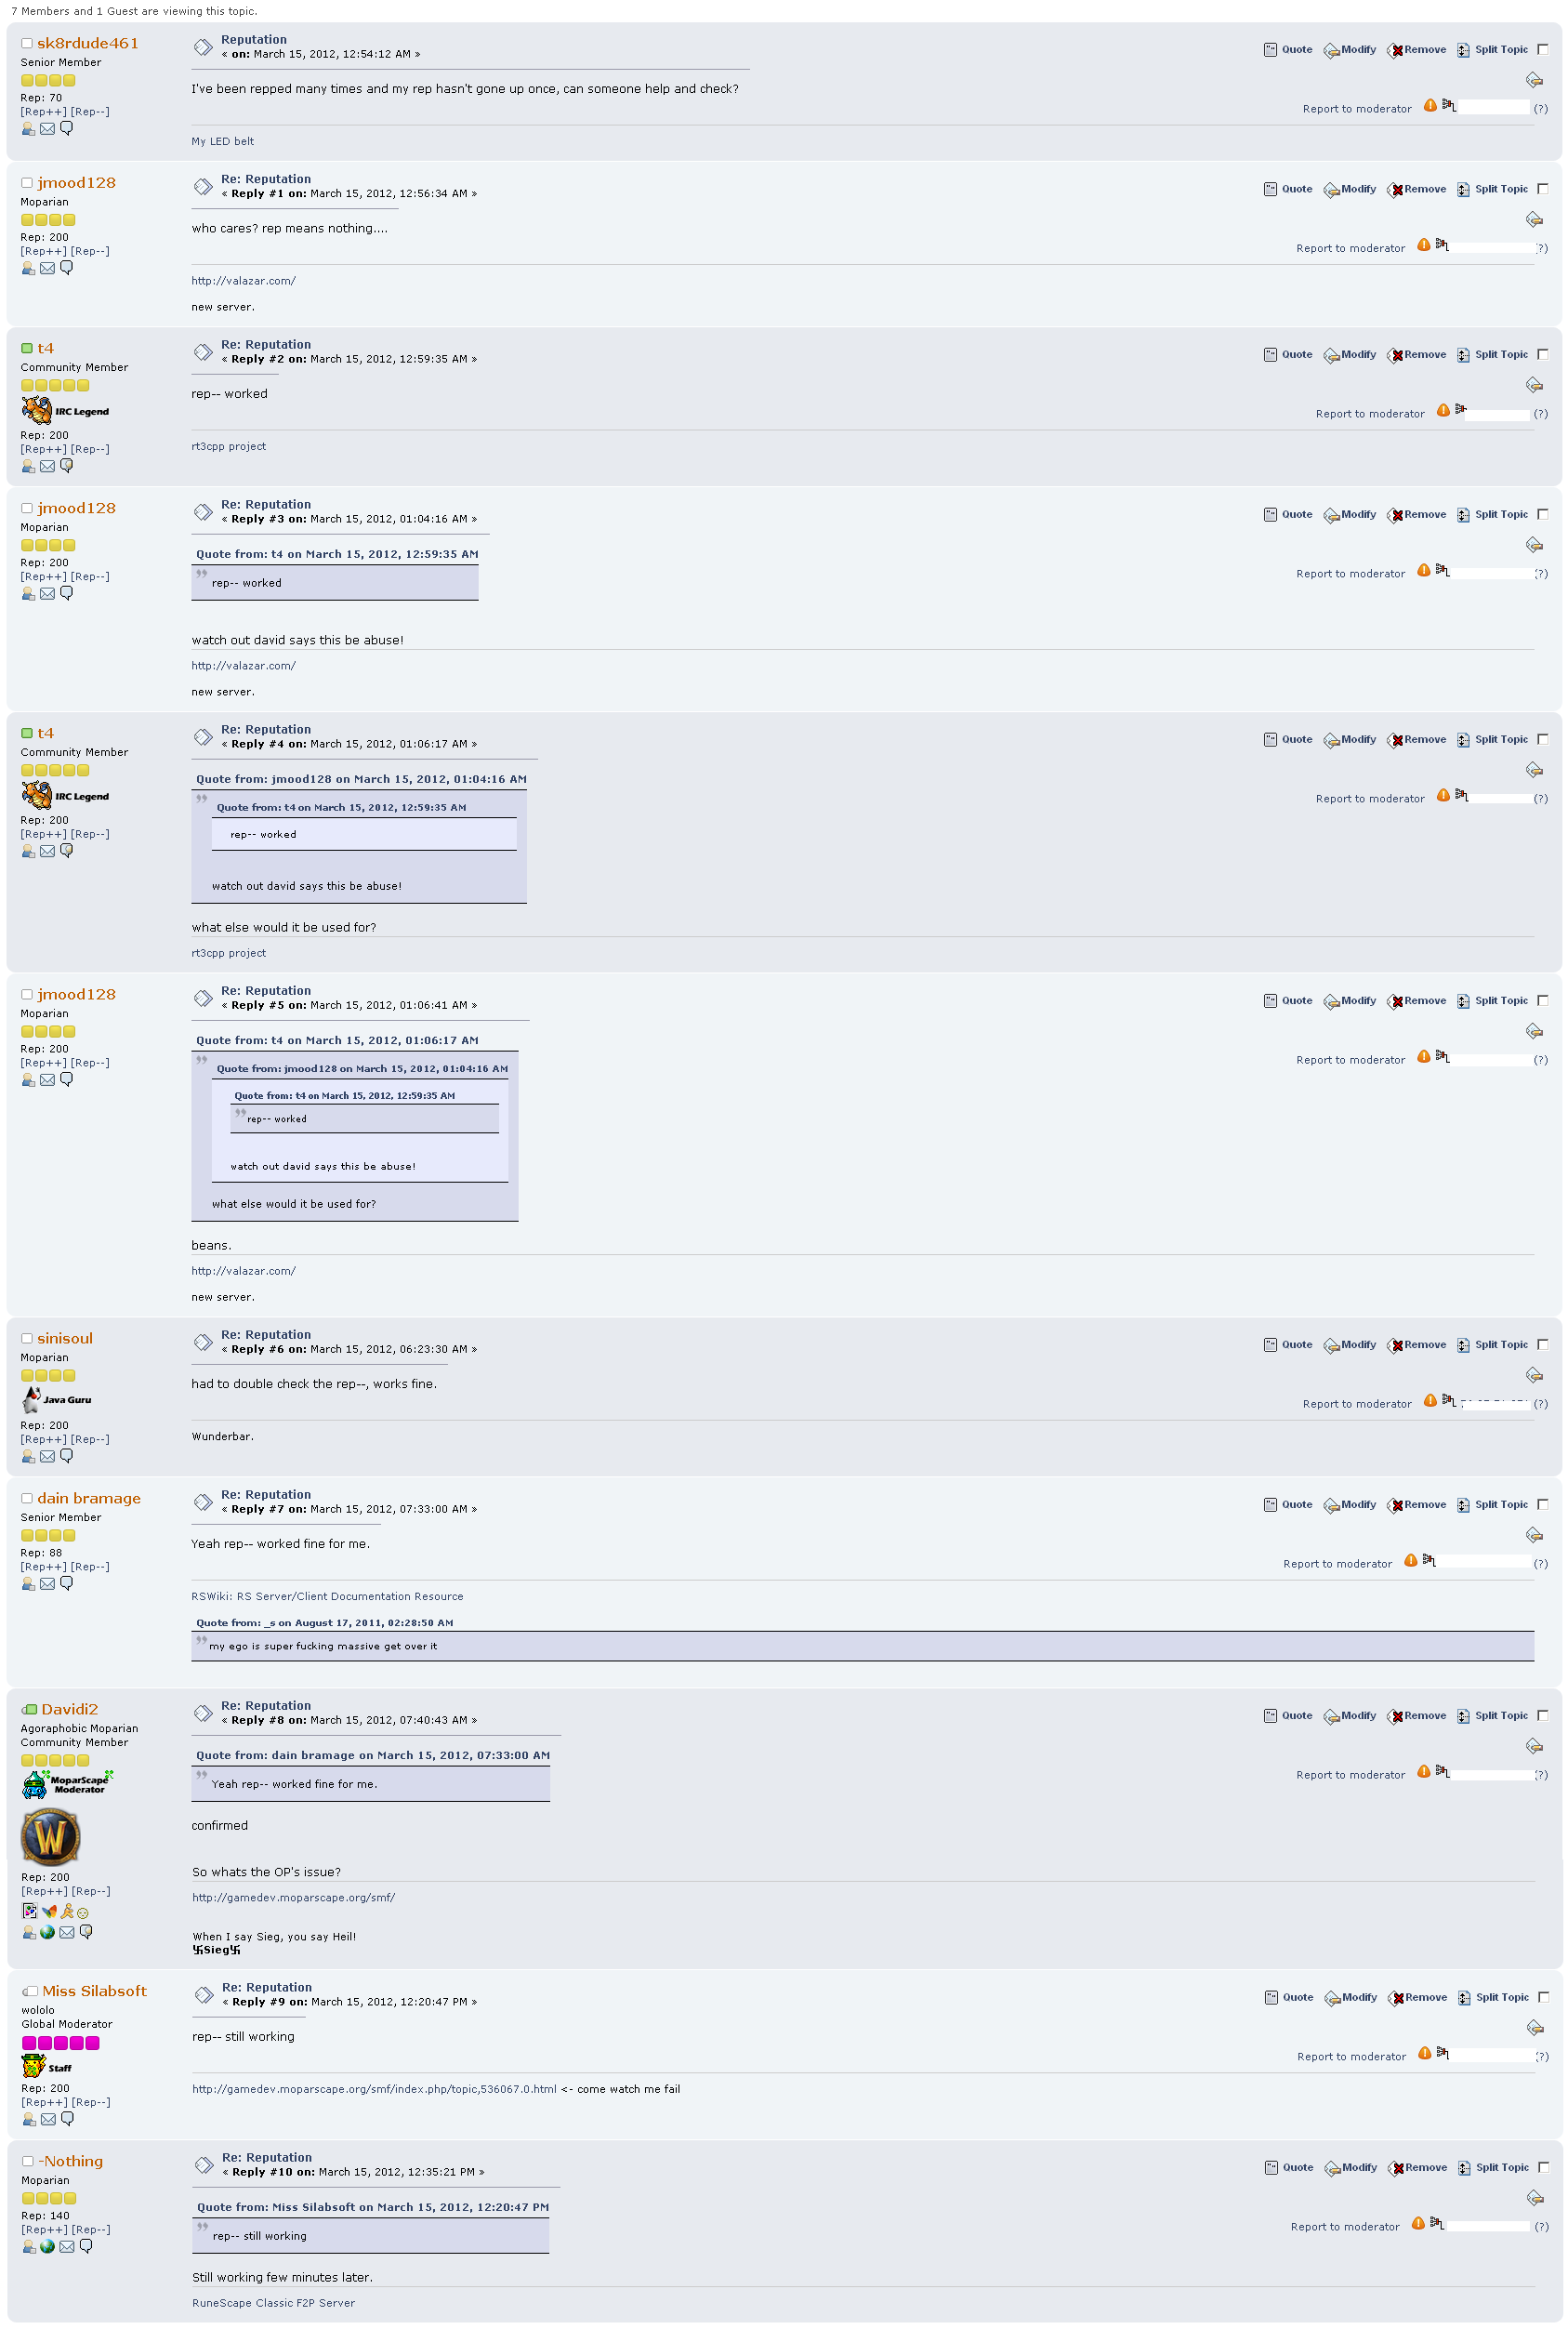 7 Members and 1 Guest are viewing this topic.
sk8rdude461
Senior Member
Rep: 70
[Rep++] [Rep--]
Reputation
« on: March 15, 2012, 12:54:12 AM »
Quote Modify Remove Split Topic
I've been repped many times and my rep hasn't gone up once, can someone help and check?
Report to moderator (?)
My LED belt
jmood128
Moparian
Rep: 200
[Rep++] [Rep--]
Re: Reputation
« Reply #1 on: March 15, 2012, 12:56:34 AM »
Quote Modify Remove Split Topic
who cares? rep means nothing....
Report to moderator (?)
http://valazar.com/
new server.
t4
Community Member
IRC Legend
Rep: 200
[Rep++] [Rep--]
Re: Reputation
« Reply #2 on: March 15, 2012, 12:59:35 AM »
Quote Modify Remove Split Topic
rep-- worked
Report to moderator (?)
rt3cpp project
jmood128
Moparian
Rep: 200
[Rep++] [Rep--]
Re: Reputation
« Reply #3 on: March 15, 2012, 01:04:16 AM »
Quote Modify Remove Split Topic
Quote from: t4 on March 15, 2012, 12:59:35 AM
rep-- worked
Report to moderator (?)
watch out david says this be abuse!
http://valazar.com/
new server.
t4
Community Member
IRC Legend
Rep: 200
[Rep++] [Rep--]
Re: Reputation
« Reply #4 on: March 15, 2012, 01:06:17 AM »
Quote Modify Remove Split Topic
Quote from: jmood128 on March 15, 2012, 01:04:16 AM
Quote from: t4 on March 15, 2012, 12:59:35 AM
rep-- worked
watch out david says this be abuse!
Report to moderator (?)
what else would it be used for?
rt3cpp project
jmood128
Moparian
Rep: 200
[Rep++] [Rep--]
Re: Reputation
« Reply #5 on: March 15, 2012, 01:06:41 AM »
Quote Modify Remove Split Topic
Quote from: t4 on March 15, 2012, 01:06:17 AM
Quote from: jmood128 on March 15, 2012, 01:04:16 AM
Quote from: t4 on March 15, 2012, 12:59:35 AM
rep-- worked
watch out david says this be abuse!
what else would it be used for?
Report to moderator (?)
beans.
http://valazar.com/
new server.
sinisoul
Moparian
Java Guru
Rep: 200
[Rep++] [Rep--]
Re: Reputation
« Reply #6 on: March 15, 2012, 06:23:30 AM »
Quote Modify Remove Split Topic
had to double check the rep--, works fine.
Report to moderator (?)
Wunderbar.
dain bramage
Senior Member
Rep: 88
[Rep++] [Rep--]
Re: Reputation
« Reply #7 on: March 15, 2012, 07:33:00 AM »
Quote Modify Remove Split Topic
Yeah rep-- worked fine for me.
Report to moderator (?)
RSWiki: RS Server/Client Documentation Resource
Quote from: _s on August 17, 2011, 02:28:50 AM
my ego is super fucking massive get over it
Davidi2
Agoraphobic Moparian
Community Member
MoparScape
Moderator
W
Rep: 200
[Rep++] [Rep--]
Re: Reputation
« Reply #8 on: March 15, 2012, 07:40:43 AM »
Quote Modify Remove Split Topic
Quote from: dain bramage on March 15, 2012, 07:33:00 AM
Yeah rep-- worked fine for me.
Report to moderator (?)
confirmed
So whats the OP's issue?
http://gamedev.moparscape.org/smf/
When I say Sieg, you say Heil!
卐Sieg卐
Miss Silabsoft
wololo
Global Moderator
Staff
Rep: 200
[Rep++] [Rep--]
Re: Reputation
« Reply #9 on: March 15, 2012, 12:20:47 PM »
Quote Modify Remove Split Topic
rep-- still working
Report to moderator (?)
http://gamedev.moparscape.org/smf/index.php/topic,536067.0.html <- come watch me fail
-Nothing
Moparian
Rep: 140
[Rep++] [Rep--]
Re: Reputation
« Reply #10 on: March 15, 2012, 12:35:21 PM »
Quote Modify Remove Split Topic
Quote from: Miss Silabsoft on March 15, 2012, 12:20:47 PM
rep-- still working
Report to moderator (?)
Still working few minutes later.
RuneScape Classic F2P Server